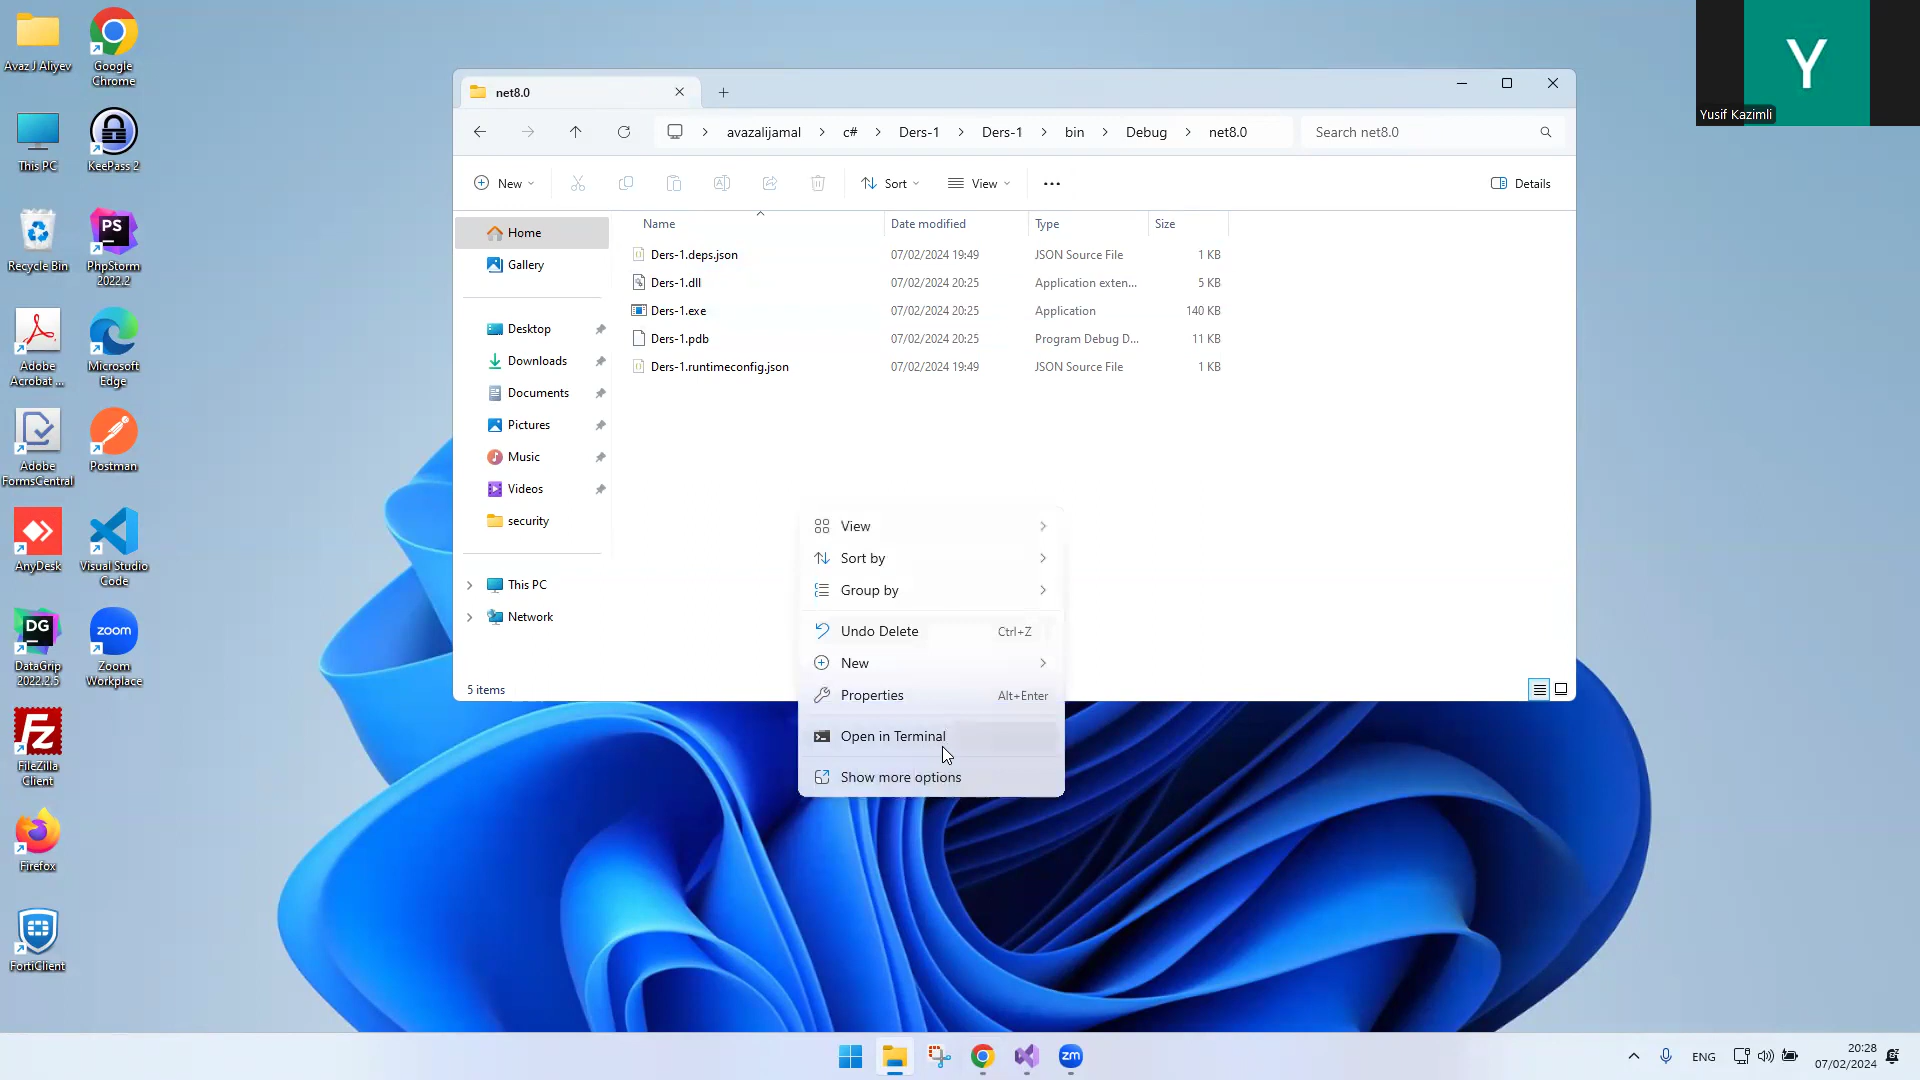 Avaz J Aliyev
Google
Chrome
This PC
KeePass 2
Recycle Bin
PS
PhpStorm
2022.2
Adobe
Acrobat ...
Microsoft
Edge
Adobe
FormsCentral
Postman
AnyDesk
Visual Studio
Code
DG
DataGrip
2022.2.5
zoom
Zoom
Workplace
FileZilla
Client
Firefox
FortiClient
net8.0
avazalijamal
c#
Ders-1
Ders-1
bin
Debug
net8.0
Search net8.0
New
Sort
View
Details
Name
Date modified
Type
Size
Ders-1.deps.json 07/02/2024 19:49 JSON Source File 1 KB
Ders-1.dll 07/02/2024 20:25 Application exten... 5 KB
Ders-1.exe 07/02/2024 20:25 Application 140 KB
Ders-1.pdb 07/02/2024 20:25 Program Debug D... 11 KB
Ders-1.runtimeconfig.json 07/02/2024 19:49 JSON Source File 1 KB
Home
Gallery
Desktop
Downloads
Documents
Pictures
Music
Videos
security
This PC
Network
5 items
View
Sort by
Group by
Undo Delete Ctrl+Z
New
Properties Alt+Enter
Open in Terminal
Show more options
Y
Yusif Kazimli
zm
ENG
20:28
07/02/2024